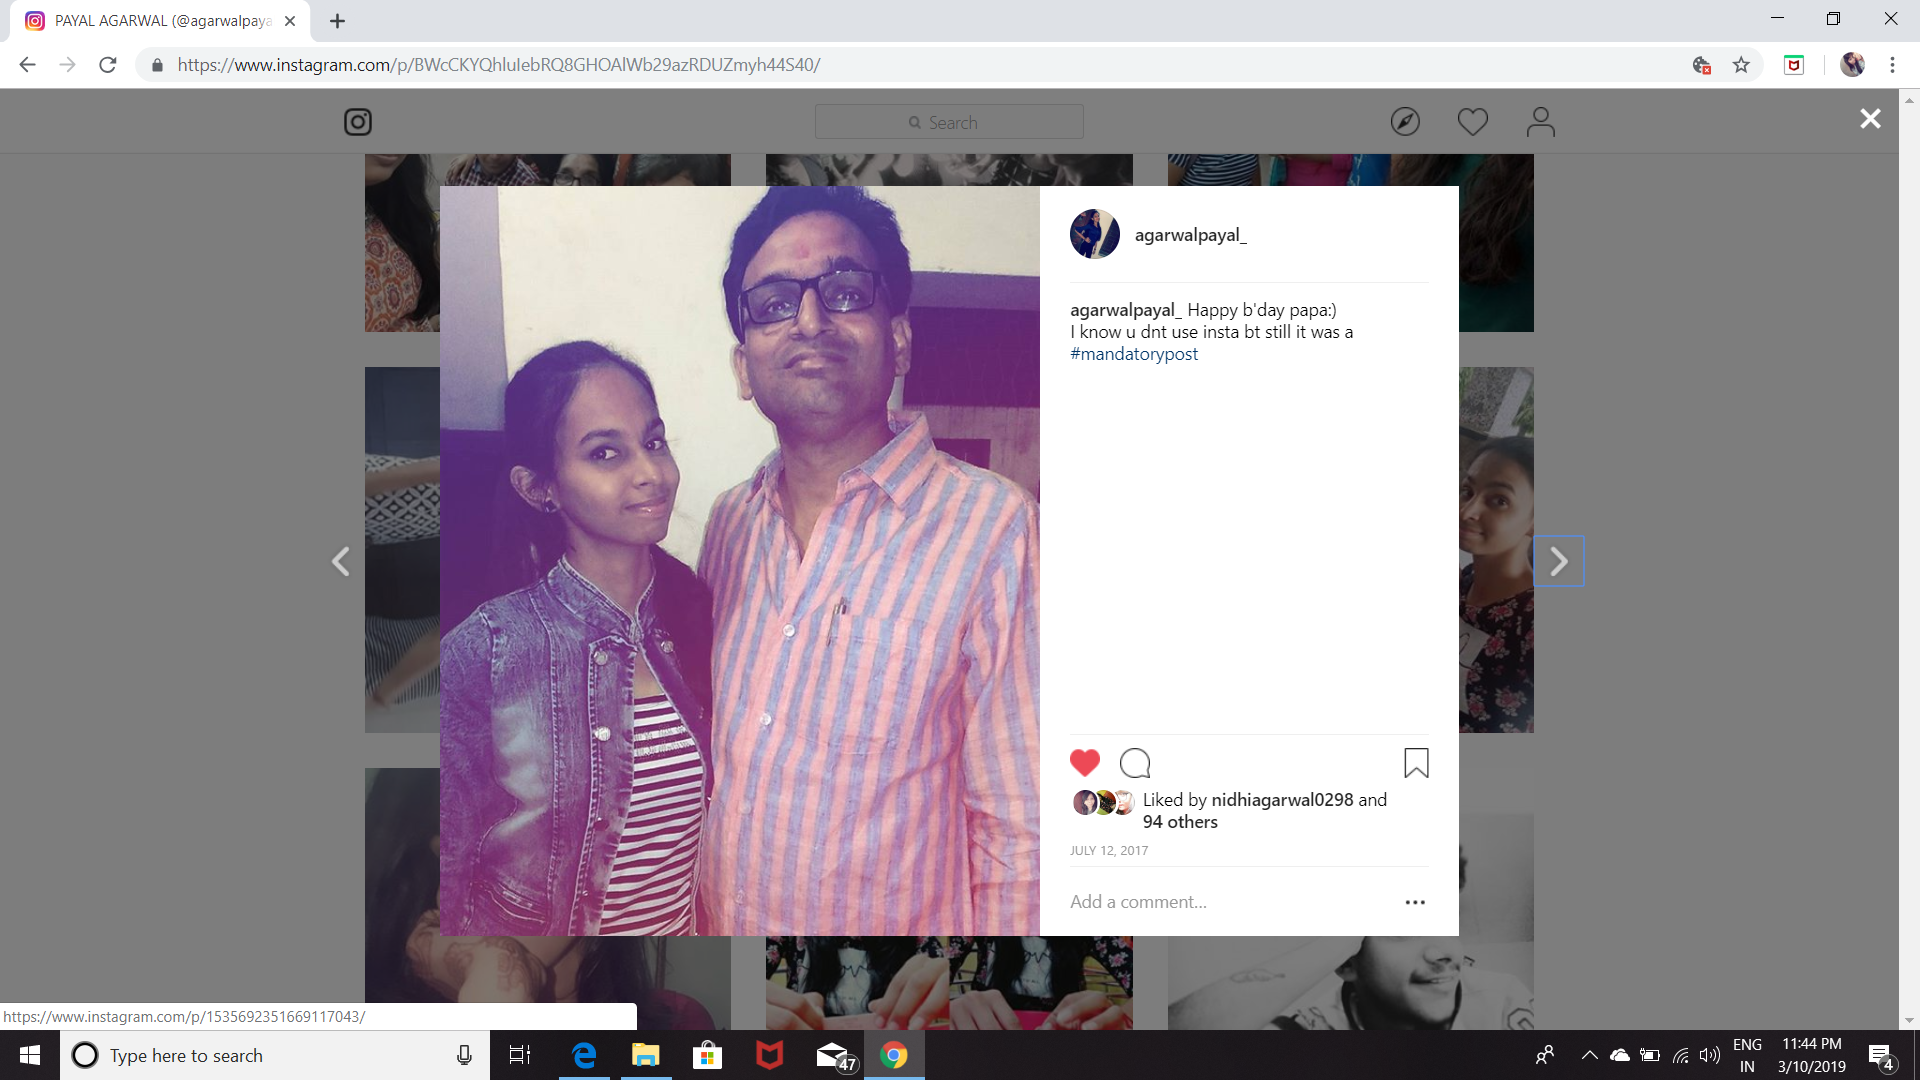 PAYAL AGARWAL (@agarwalpaya
https://www.instagram.com/p/BWcCKYQhluIebRQ8GHOAlWb29azRDUZmyh44S40/
Search
agarwalpayal_
agarwalpayal_ Happy b'day papa:)
I know u dnt use insta bt still it was a
#mandatorypost
Liked by nidhiagarwal0298 and
94 others
JULY 12, 2017
Add a comment...
https://www.instagram.com/p/1535692351669117043/
Type here to search
47
ENG
IN
11:44 PM
3/10/2019
4